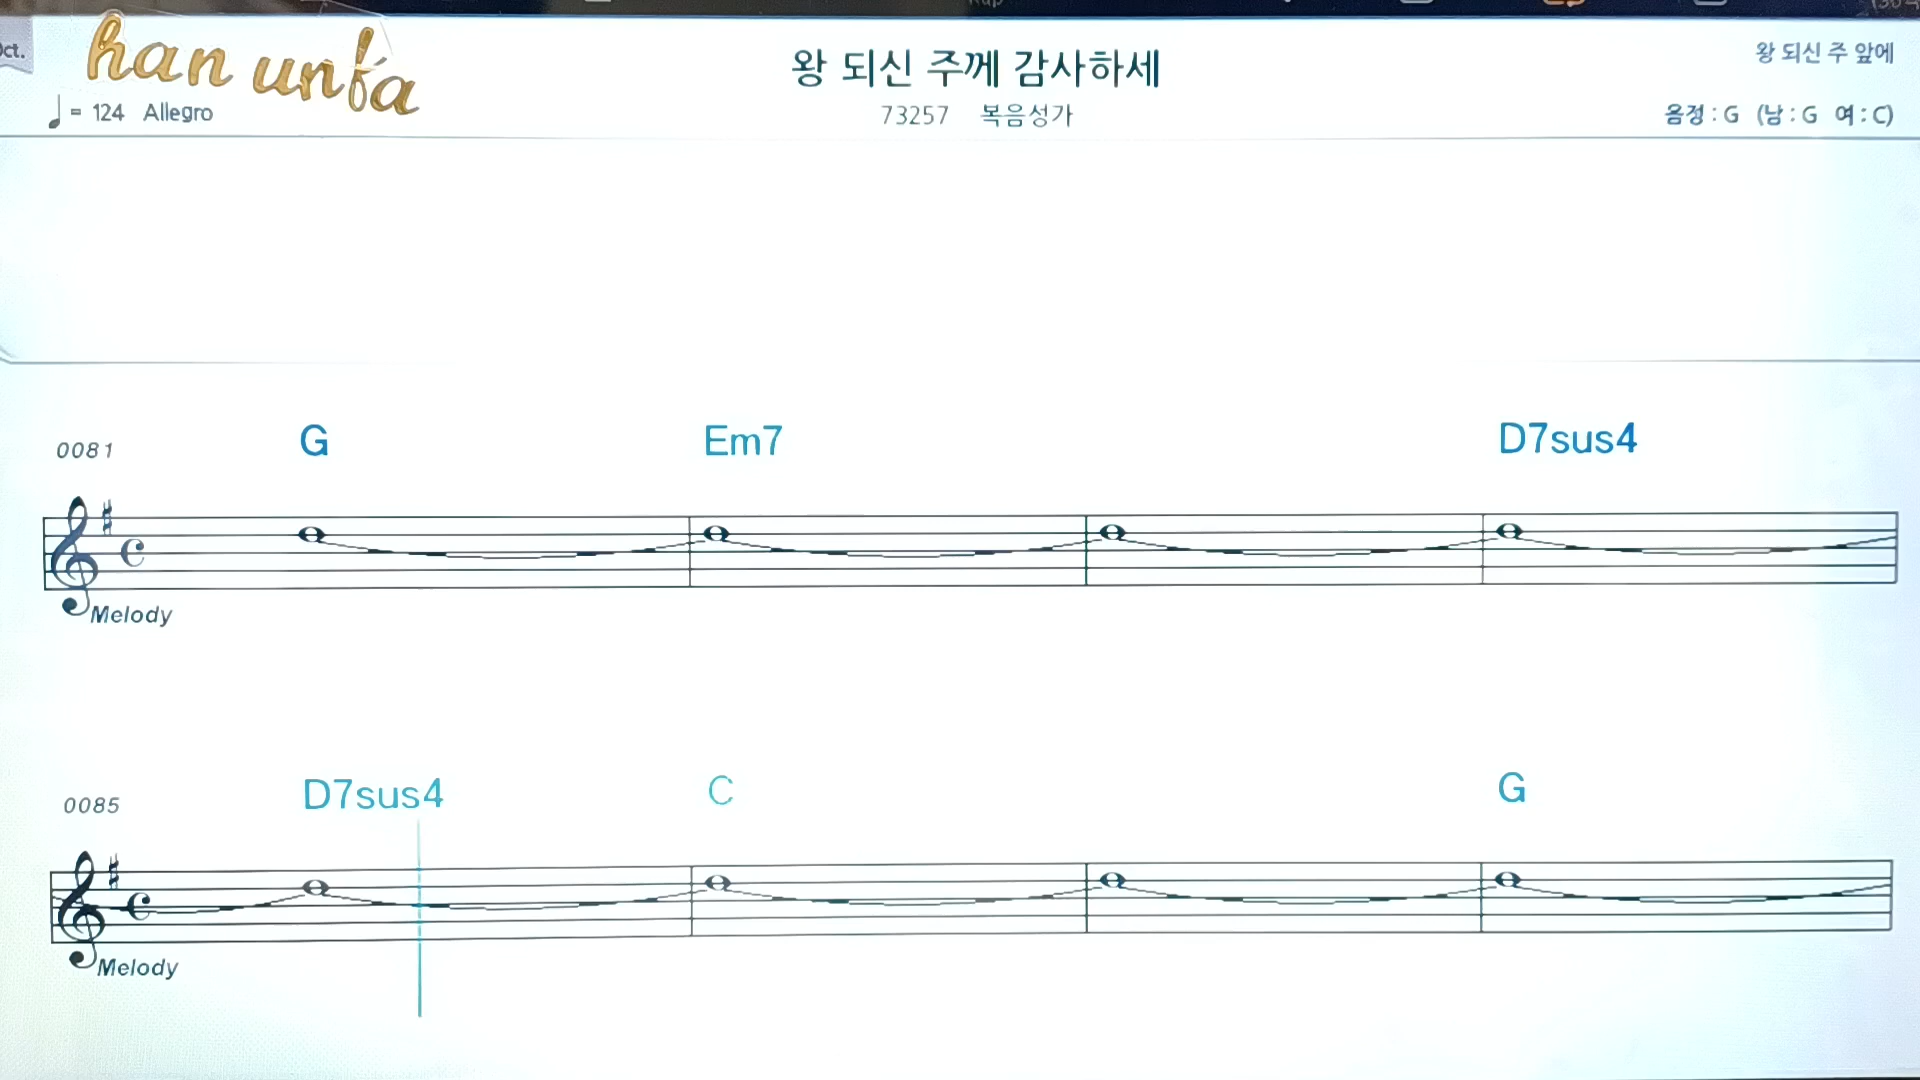 han unfa
왕 되신 주께 감사하세
왕 되신 주 앞에
= 124 Allegro
73257 복음성가
음정 : G (남 : G 여 : C)
0081 G Em7 D7sus4
Melody
0085 D7sus4 C G
Melody